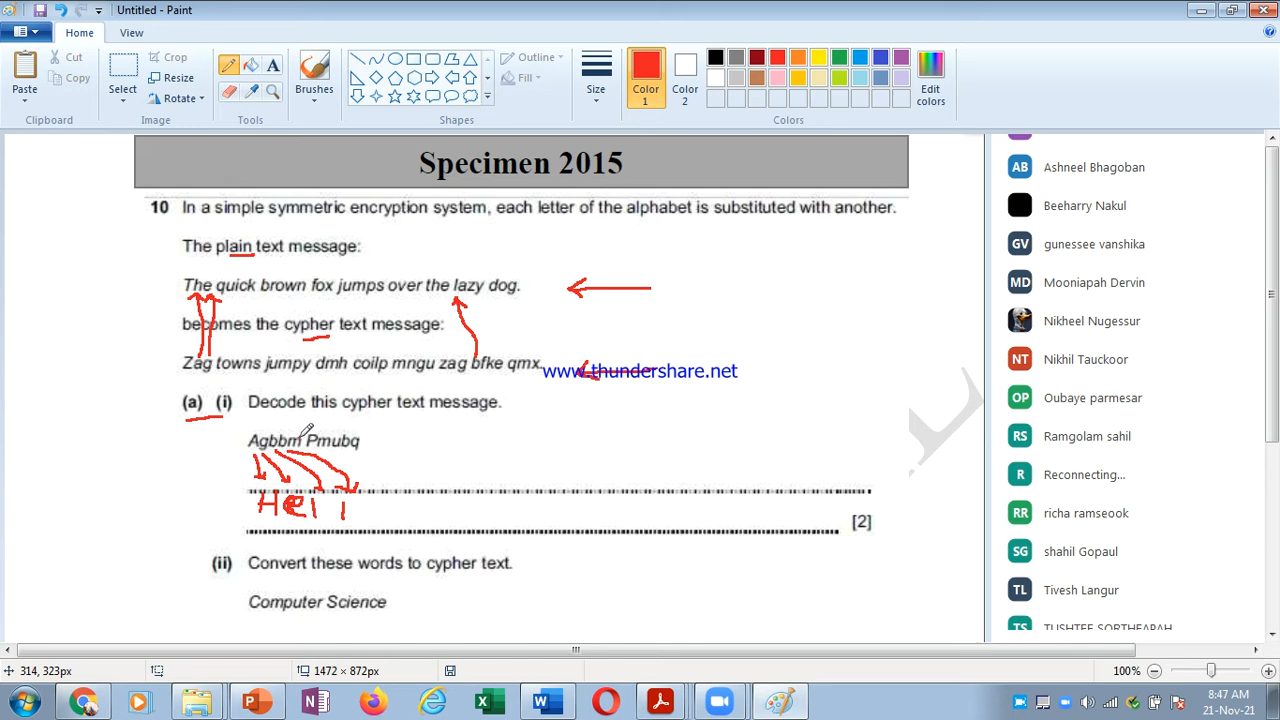 Untitled - Paint
Home View
Paste
Cut
Copy
Clipboard
Select
Crop
Resize
Rotate
Image
Tools
Brushes
Outline
Fill
Shapes
Size
Color 1
Color 2
Edit colors
Colors
Specimen 2015
10 In a simple symmetric encryption system, each letter of the alphabet is substituted with another.
The plain text message:
The quick brown fox jumps over the lazy dog.
becomes the cypher text message:
Zag towns jumpy dmh coilp mngu zag bfke qmx.
www.thundershare.net
(a) (i) Decode this cypher text message.
Agbbm Pmubq
Hell
[2]
(ii) Convert these words to cypher text.
Computer Science
AB Ashneel Bhagoban
Beeharry Nakul
GV gunessee vanshika
MD Mooniapah Dervin
Nikheel Nugessur
NT Nikhil Tauckoor
OP Oubaye parmesar
RS Ramgolam sahil
R Reconnecting...
RR richa ramseook
SG shahil Gopaul
TL Tivesh Langur
TS TUSHTEE SORTHEAPAH
314, 323px
1472 × 872px
100%
8:47 AM
21-Nov-21